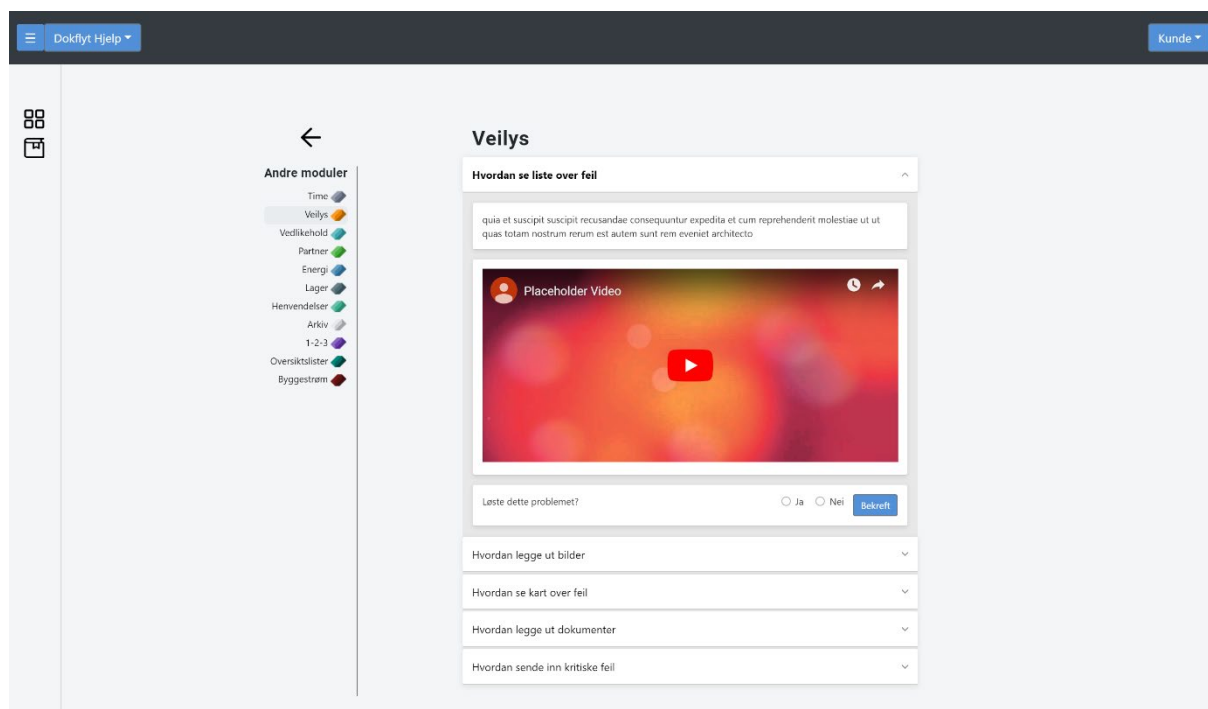 Dokflyt Hjelp
Kunde
Andre moduler
Time
Veilys
Vedlikehold
Partner
Energi
Lager
Henvendelser
Arkiv
1-2-3
Oversiktslister
Byggestrøm
Veilys
Hvordan se liste over feil
quia et suscipit suscipit recusandae consequuntur expedita et cum reprehenderit molestiae ut ut
quas totam nostrum rerum est autem sunt rem eveniet architecto
Placeholder Video
Løste dette problemet?
Ja
Nei
Bekreft
Hvordan legge ut bilder
Hvordan se kart over feil
Hvordan legge ut dokumenter
Hvordan sende inn kritiske feil